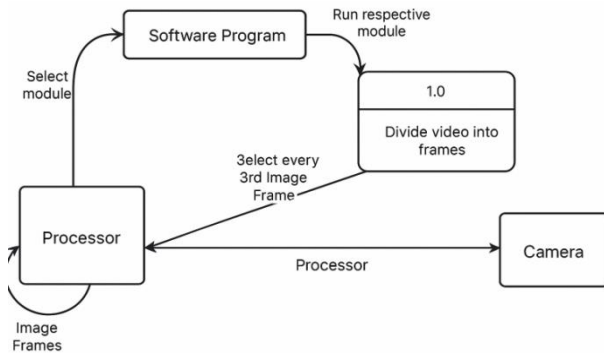 Software Program
Run respective
module
Select
module
1.0
Divide video into
frames
3elect every
3rd Image
Frame
Processor
Camera
Processor
Image
Frames